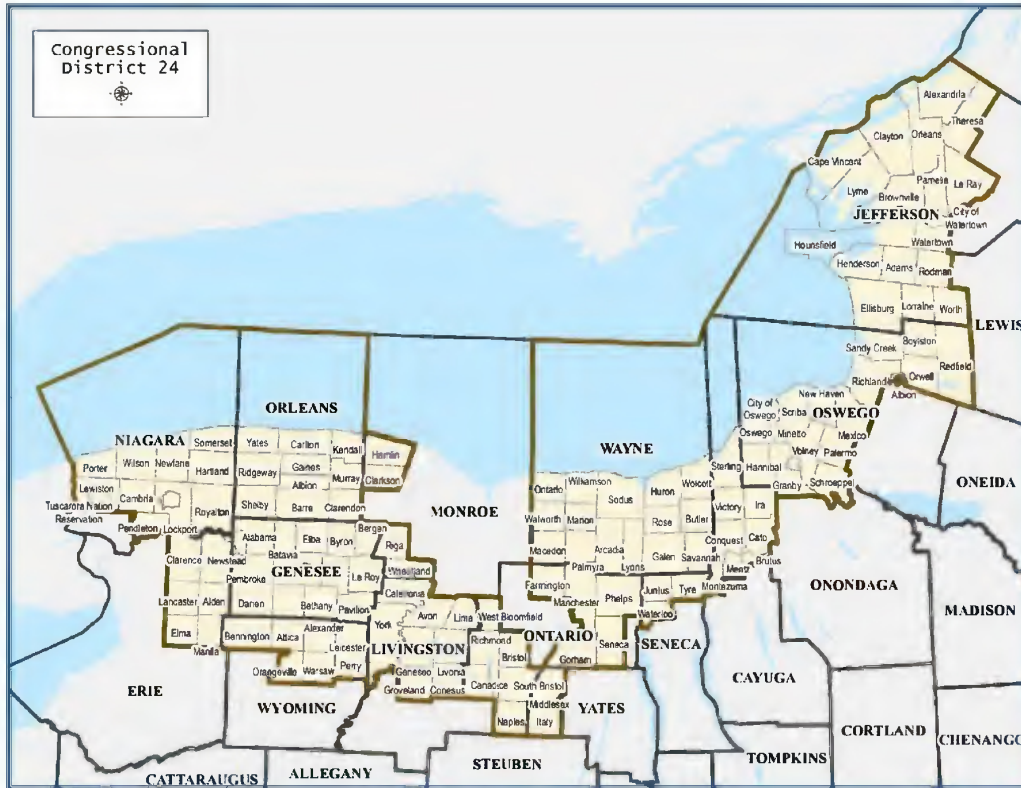 Congressional
District 24
Alexandria
Theresa
Clayton
Orleans
Cape Vincent
Pamelia
Le Ray
Lyme
Brownville
JEFFERSON
City of
Watertown
Hounsfield
Watertown
Henderson
Adams
Rodman
Ellisburg
Lorraine
Worth
LEWIS
Boylston
Sandy Creek
Redfield
Richland
Orwell
Albion
New Haven
City of
Oswego
Scriba
OSWEGO
Oswego
Minetto
Mexico
Volney
Palermo
Hannibal
Granby
Schroeppel
ONEIDA
ORLEANS
NIAGARA
Somerset
Yates
Carlton
Kendall
Hamlin
WAYNE
Porter
Wilson
Newfane
Hartland
Ridgeway
Gaines
Murray
Clarkson
Lewiston
Cambria
Albion
Tuscarora Nation
Reservation
Royalton
Shelby
Barre
Clarendon
MONROE
Pendleton
Lockport
Sterling
Wolcott
Huron
Williamson
Ontario
Sodus
Victory
Ira
Walworth
Marion
Rose
Butler
Conquest
Cato
Macedon
Arcadia
Galen
Savannah
Brutus
Palmyra
Lyons
Mentz
Montezuma
Alabama
Elba
Byron
Bergen
Riga
Clarence
Newstead
Batavia
Wheatland
Pembroke
GENESEE
Le Roy
Caledonia
Farmington
Manchester
Phelps
Junius
Tyre
Waterloo
ONONDAGA
MADISON
Lancaster
Alden
Darien
Bethany
Pavilion
Avon
Lima
West Bloomfield
York
Elma
Marilla
Bennington
Attica
Alexander
Leicester
LIVINGSTON
Richmond
ONTARIO
Seneca
SENECA
Bristol
Gorham
Orangeville
Warsaw
Perry
Geneseo
Livonia
Groveland
Conesus
Canadice
South Bristol
CAYUGA
ERIE
WYOMING
Middlesex
YATES
Naples
Italy
CORTLAND
CHENANGO
STEUBEN
TOMPKINS
CATTARAUGUS
ALLEGANY